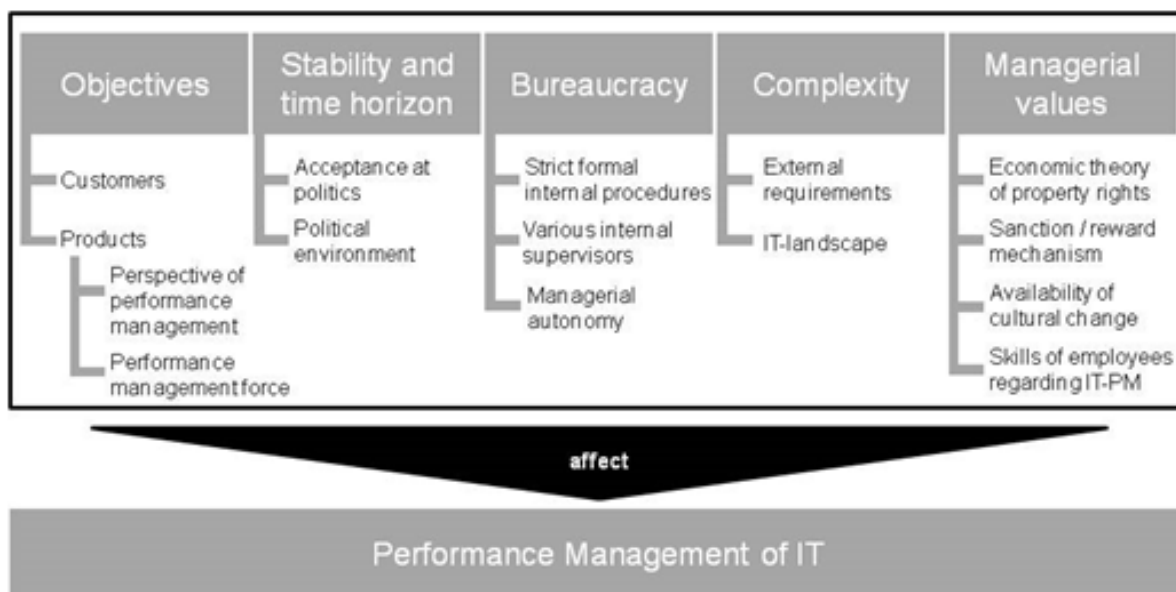 Objectives
Customers
Products
Perspective of
performance
management
Performance
management force
Stability and
time horizon
Acceptance at
politics
Political
environment
Bureaucracy
Strict formal
internal procedures
Various internal
supervisors
Managerial
autonomy
Complexity
External
requirements
IT-landscape
Managerial
values
Economic theory
of property rights
Sanction / reward
mechanism
Availability of
cultural change
Skills of employees
regarding IT-PM
affect
Performance Management of IT